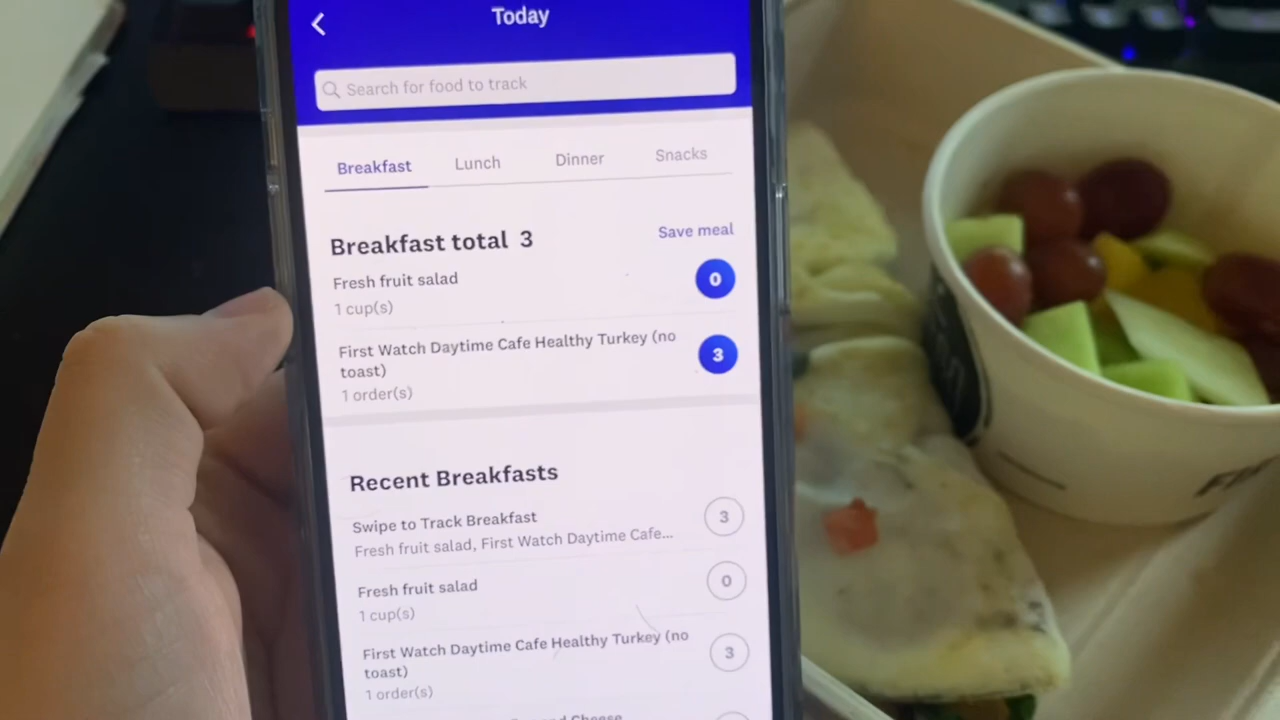 Today
Search for food to track
Breakfast Lunch Dinner Snacks
Breakfast total 3
Save meal
Fresh fruit salad
1 cup(s)
0
First Watch Daytime Cafe Healthy Turkey (no
toast)
1 order(s)
3
Recent Breakfasts
Swipe to Track Breakfast
Fresh fruit salad, First Watch Daytime Cafe...
3
Fresh fruit salad
1 cup(s)
0
First Watch Daytime Cafe Healthy Turkey (no
toast)
1 order(s)
3
and Cheese